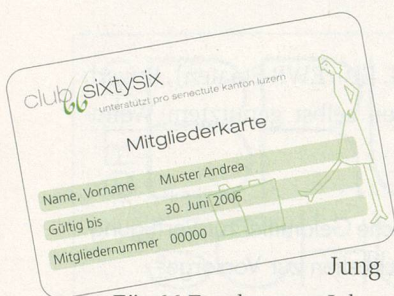 club 66 sixtysix
unterstützt pro senectute kanton luzern
Mitgliederkarte
Name, Vorname Muster Andrea
Gültig bis 30. Juni 2006
Mitgliedernummer 00000
Jung